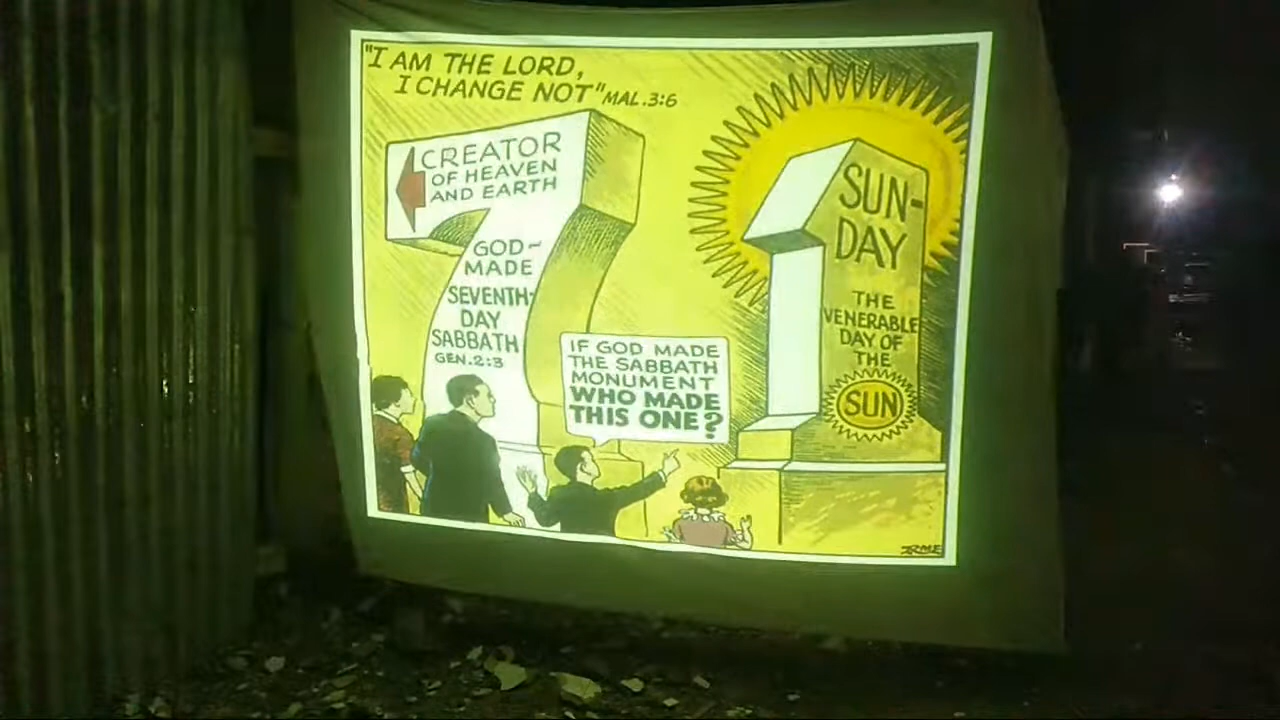 "I AM THE LORD,
I CHANGE NOT" MAL.3:6
CREATOR
OF HEAVEN
AND EARTH
GOD-
MADE
SEVENTH-
DAY
SABBATH
GEN.2:3
IF GOD MADE
THE SABBATH
MONUMENT
WHO MADE
THIS ONE?
SUN-
DAY
THE
VENERABLE
DAY OF
THE
SUN